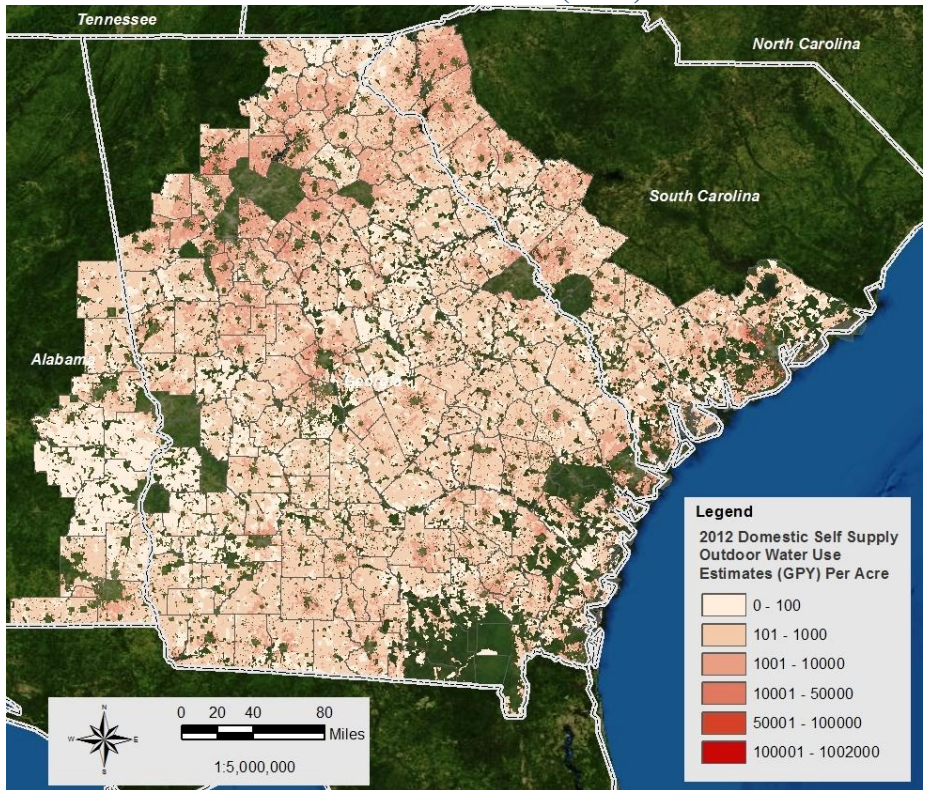 Tennessee
North Carolina
South Carolina
Alabama
Georgia
Legend
2012 Domestic Self Supply
Outdoor Water Use
Estimates (GPY) Per Acre
0 - 100
101 - 1000
1001 - 10000
10001 - 50000
50001 - 100000
100001 - 1002000
N
W E
S
0 20 40 80
Miles
1:5,000,000